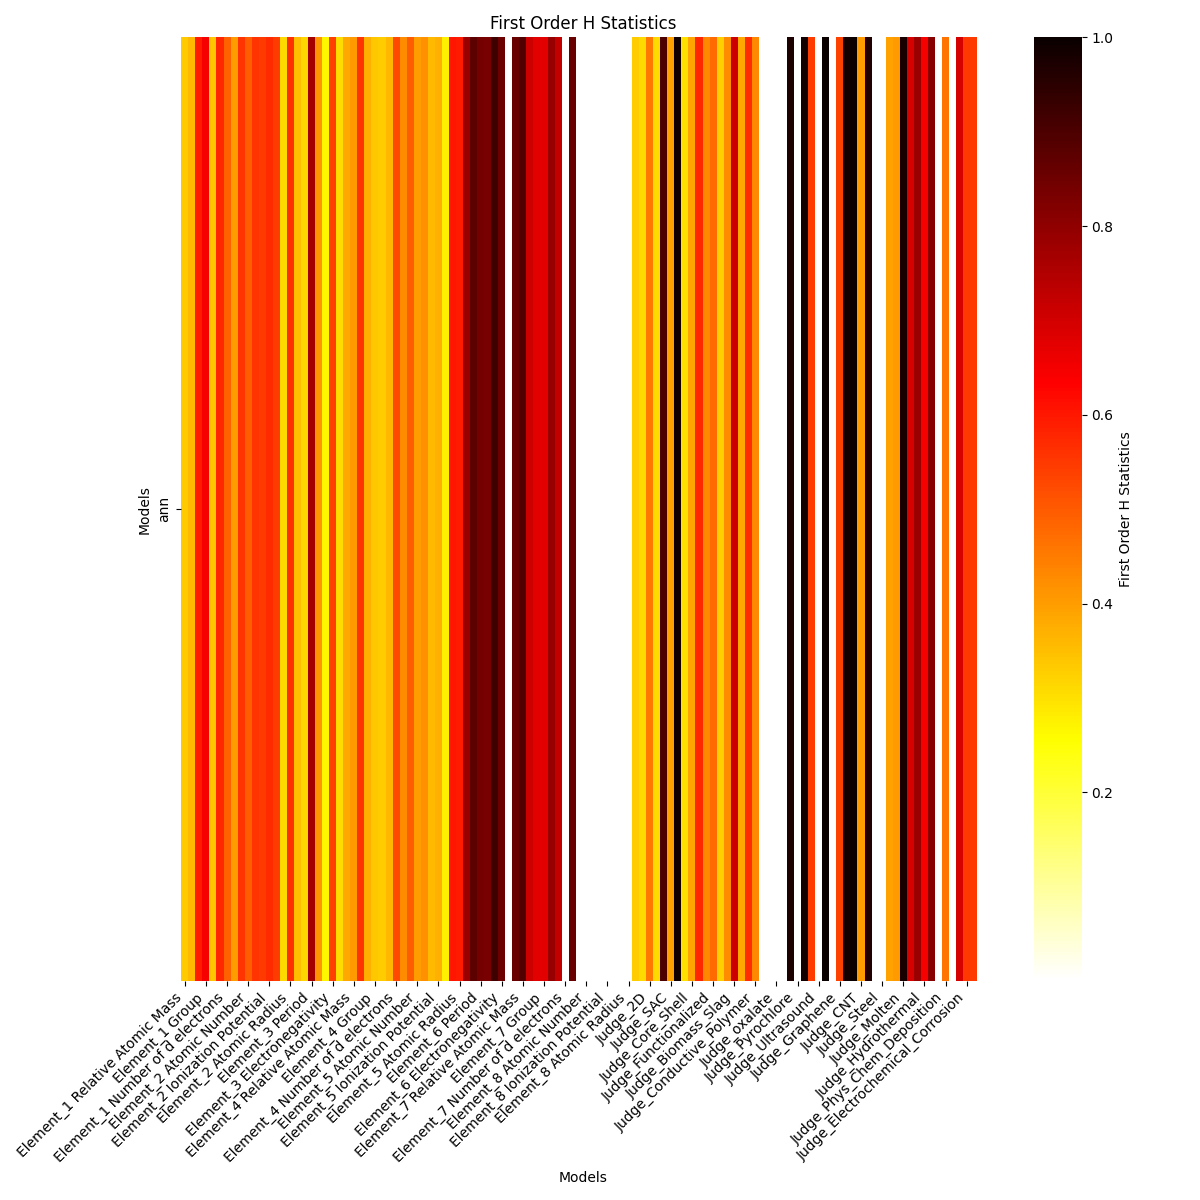 First Order H Statistics
1.0
0.8
0.6
0.4
0.2
First Order H Statistics
Models
ann
Element_1 Relative Atomic Mass
Element_1 Group
Element_1 Number of d electrons
Element_2 Atomic Number
Element_2 Ionization Potential
Element_2 Atomic Radius
Element_3 Period
Element_3 Electronegativity
Element_4 Relative Atomic Mass
Element_4 Group
Element_4 Number of d electrons
Element_5 Atomic Number
Element_5 Ionization Potential
Element_5 Atomic Radius
Element_6 Period
Element_6 Electronegativity
Element_7 Relative Atomic Mass
Element_7 Group
Element_7 Number of d electrons
Element_8 Atomic Number
Element_8 Ionization Potential
Element_8 Atomic Radius
Judge_2D
Judge_SAC
Judge_Core_Shell
Judge_Functionalized
Judge_Biomass_Slag
Judge_Conductive_Polymer
Judge_oxalate
Judge_Pyrochlore
Judge_Ultrasound
Judge_Graphene
Judge_CNT
Judge_Steel
Judge_Molten
Judge_Hydrothermal
Judge_Phys_Chem_Deposition
Judge_Electrochemical_Corrosion
Models